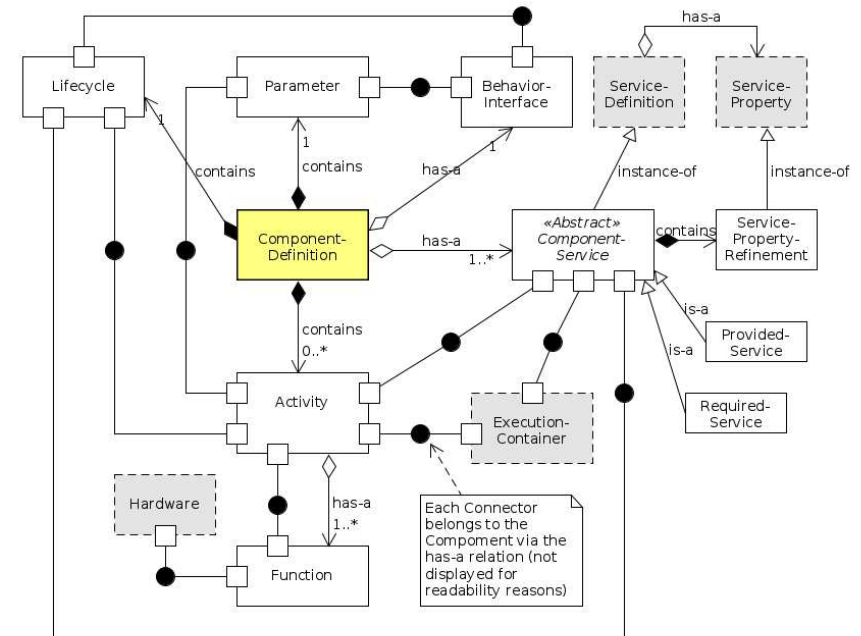 has-a
Lifecycle
Parameter
Behavior-
Interface
Service-
Definition
Service-
Property
1
1
contains
contains
has-a
1
instance-of
instance-of
Component-
Definition
has-a
1..*
«Abstract»
Component-
Service
contains
Service-
Property-
Refinement
contains
0..*
is-a
is-a
Provided-
Service
Required-
Service
Activity
Execution-
Container
Hardware
has-a
1..*
Function
Each Connector
belongs to the
Compoment via the
has-a relation (not
displayed for
readability reasons)